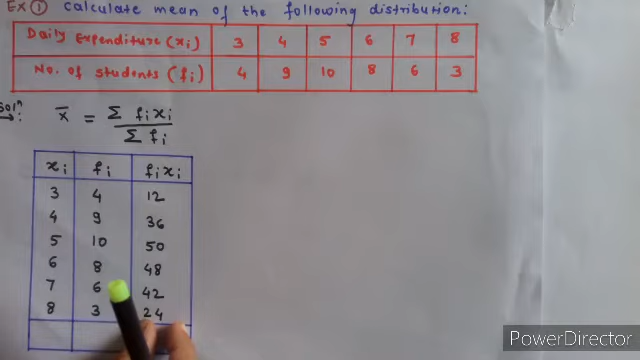 Ex ① Calculate mean of the following distribution:
Daily Expenditure (xi) 3 4 5 6 7 8
No. of students (fi) 4 9 10 8 6 3
Solⁿ: x̄ = Σ fixi / Σ fi
xi fi fixi
3 4 12
4 9 36
5 10 50
6 8 48
7 6 42
8 3 24
PowerDirector